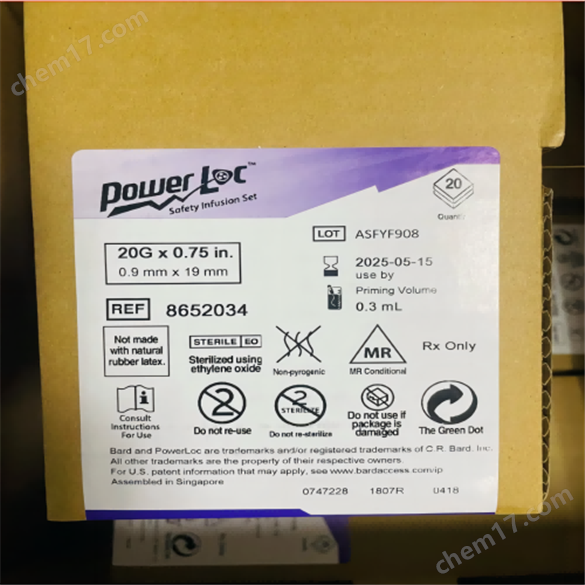 chem17.com
PowerLoc™
Safety Infusion Set
20
Quantity
20G x 0.75 in.
0.9 mm x 19 mm
LOT ASFYF908
2025-05-15
use by
Priming Volume
0.3 mL
REF 8652034
Not made
with natural
rubber latex.
STERILE EO
Sterilized using
ethylene oxide
Non-pyrogenic
MR
MR Conditional
Rx Only
Consult
Instructions
For Use
2
Do not re-use
2
STERILIZE
Do not re-sterilize
Do not use if
package is
damaged
The Green Dot
Bard and PowerLoc are trademarks and/or registered trademarks of C.R. Bard, Inc.
All other trademarks are the property of their respective owners.
For U.S. patent information that may apply, see www.bardaccess.com/ip
Assembled in Singapore
0747228 1807R 0418
chem17.com